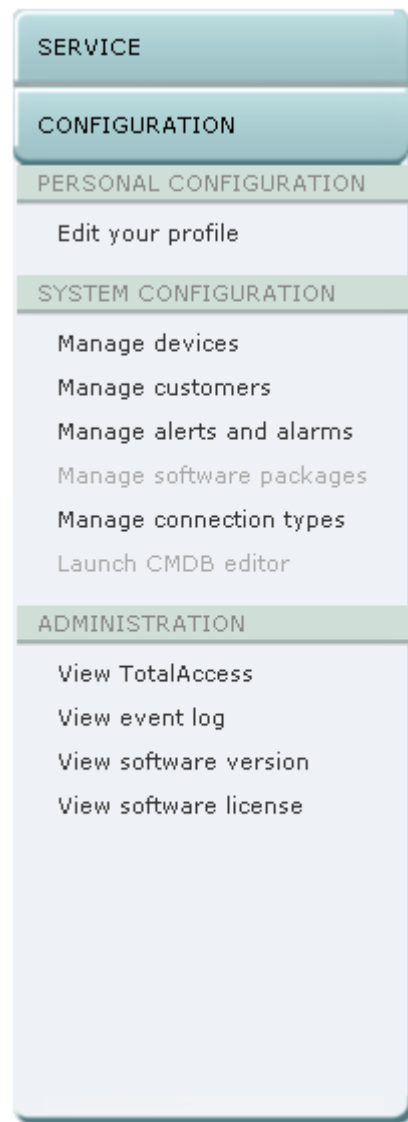 SERVICE
CONFIGURATION
PERSONAL CONFIGURATION
Edit your profile
SYSTEM CONFIGURATION
Manage devices
Manage customers
Manage alerts and alarms
Manage software packages
Manage connection types
Launch CMDB editor
ADMINISTRATION
View TotalAccess
View event log
View software version
View software license